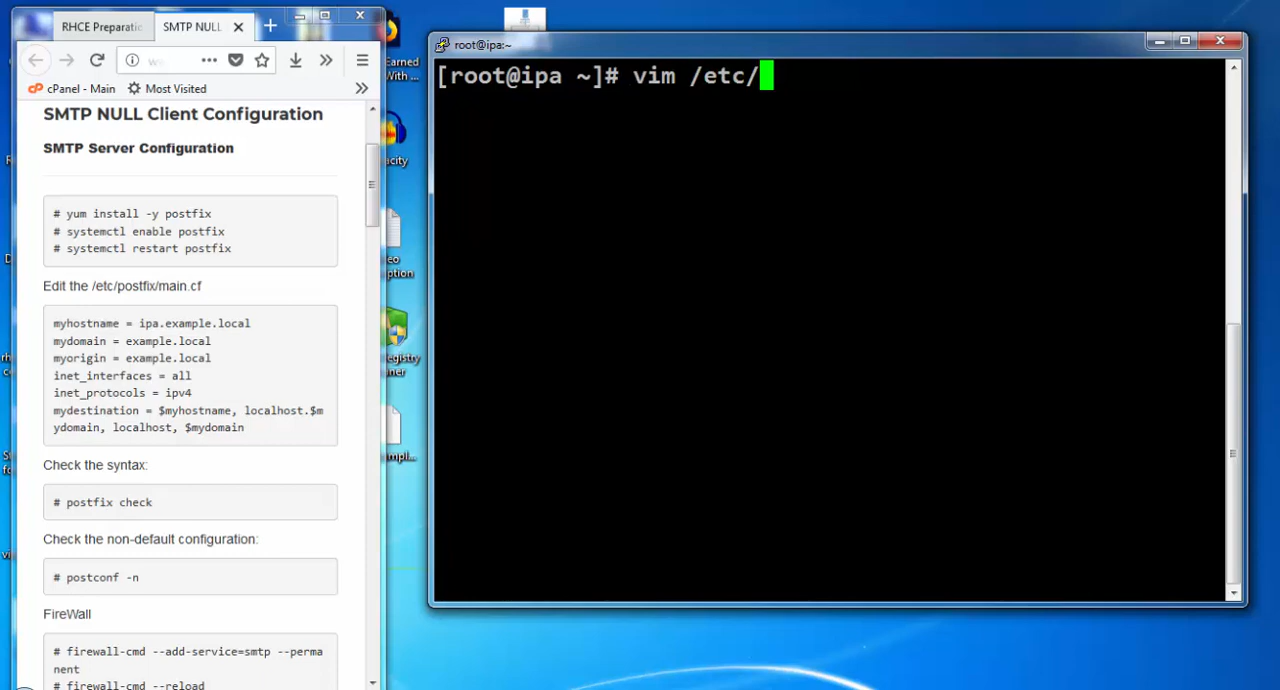 RHCE Preparatic
SMTP NULL
cPanel - Main
Most Visited
SMTP NULL Client Configuration
SMTP Server Configuration
# yum install -y postfix
# systemctl enable postfix
# systemctl restart postfix
Edit the /etc/postfix/main.cf
myhostname = ipa.example.local
mydomain = example.local
myorigin = example.local
inet_interfaces = all
inet_protocols = ipv4
mydestination = $myhostname, localhost.$m
ydomain, localhost, $mydomain
Check the syntax:
# postfix check
Check the non-default configuration:
# postconf -n
FireWall
# firewall-cmd --add-service=smtp --perma
nent
# firewall-cmd --reload
Earned
With ...
acity
eo
ption
egistry
ner
mpli...
root@ipa:~
[root@ipa ~]# vim /etc/